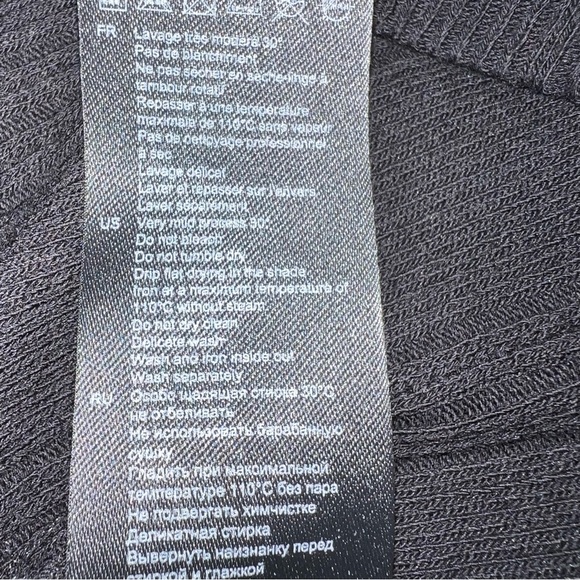 FR Lavage très modéré 30°
Pas de blanchiment
Ne pas sécher en sèche-linge à
tambour rotatif
Repasser à une température
maximale de 110°C sans vapeur
Pas de nettoyage professionnel
à sec
Lavage délicat
Laver et repasser sur l'envers
Laver séparément
US Very mild process 30°
Do not bleach
Do not tumble dry
Drip flat drying in the shade
Iron at a maximum temperature of
110°C without steam
Do not dry clean
Delicate wash
Wash and iron inside out
Wash separately
RU Особо щадящая стирка 30°C
не отбеливать
Не использовать барабанную
сушку
Гладить при максимальной
температуре 110°C без пара
Не подвергать химчистке
Деликатная стирка
Вывернуть наизнанку перед
стиркой и глажкой